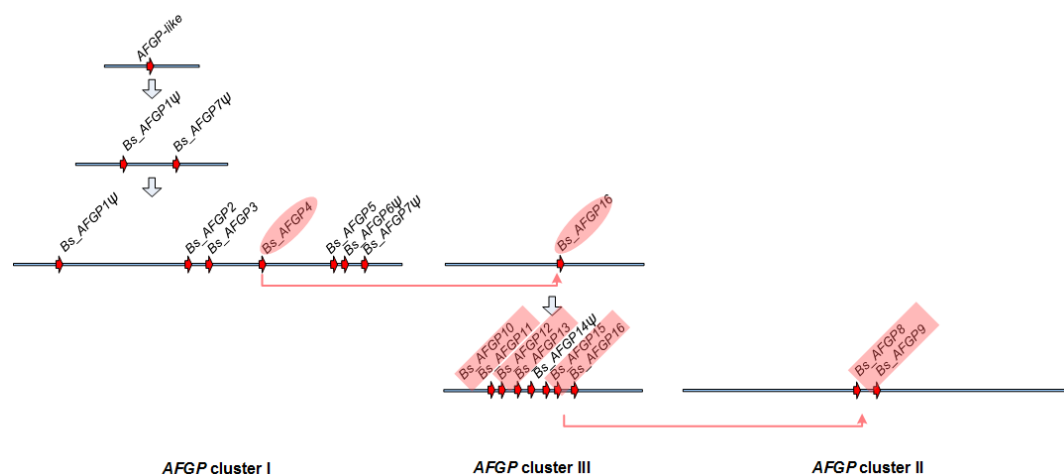 AFGP-like
Bs_AFGP1ψ
Bs_AFGP7ψ
Bs_AFGP1ψ
Bs_AFGP2
Bs_AFGP3
Bs_AFGP4
Bs_AFGP5
Bs_AFGP6ψ
Bs_AFGP7ψ
Bs_AFGP16
Bs_AFGP10
Bs_AFGP11
Bs_AFGP12
Bs_AFGP13
Bs_AFGP14ψ
Bs_AFGP15
Bs_AFGP16
Bs_AFGP8
Bs_AFGP9
AFGP cluster I
AFGP cluster III
AFGP cluster II